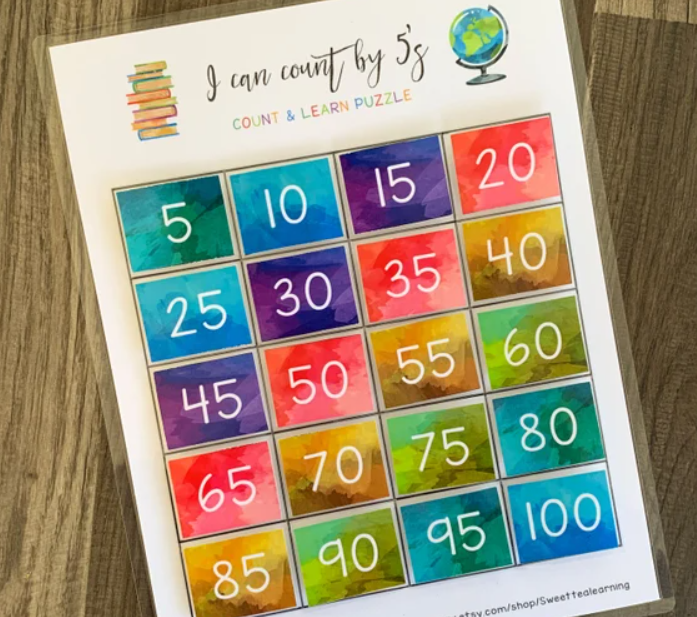 I can count by 5's
COUNT & LEARN PUZZLE
5 10 15 20
25 30 35 40
45 50 55 60
65 70 75 80
85 90 95 100
etsy.com/shop/Sweettealearning